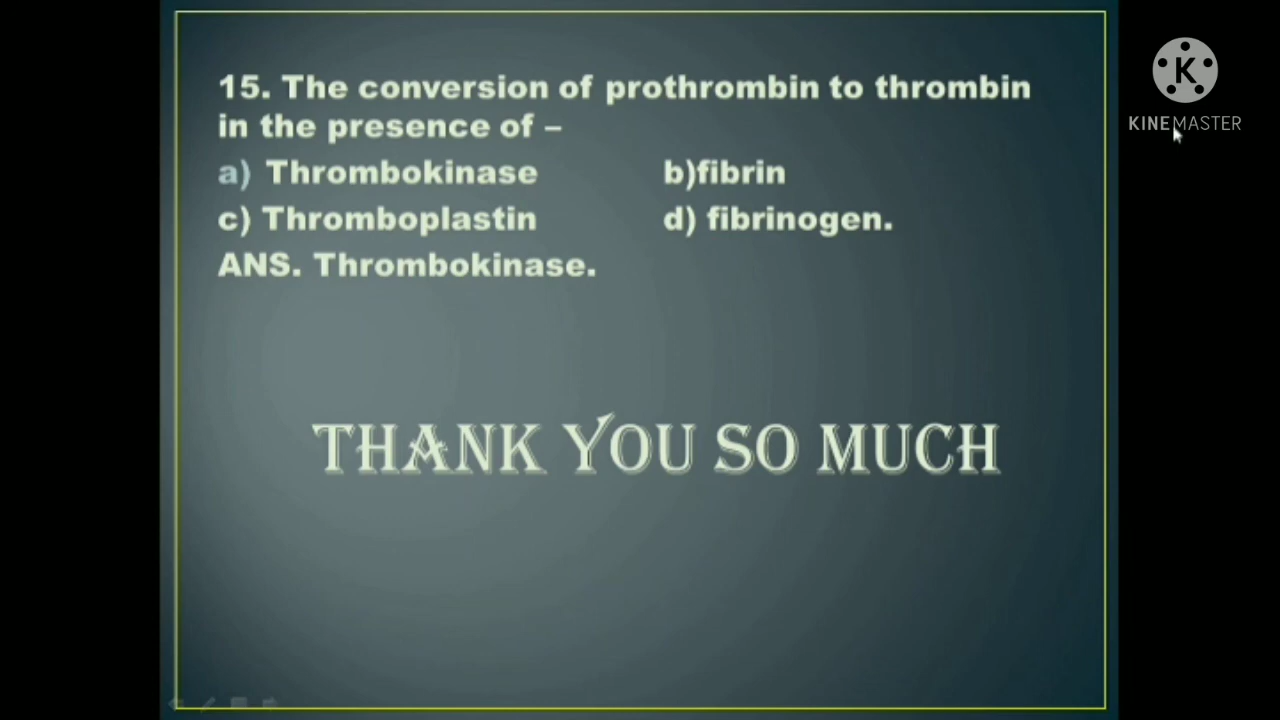 15. The conversion of prothrombin to thrombin
in the presence of –
a) Thrombokinase b)fibrin
c) Thromboplastin d) fibrinogen.
ANS. Thrombokinase.
THANK YOU SO MUCH
K
KINEMASTER